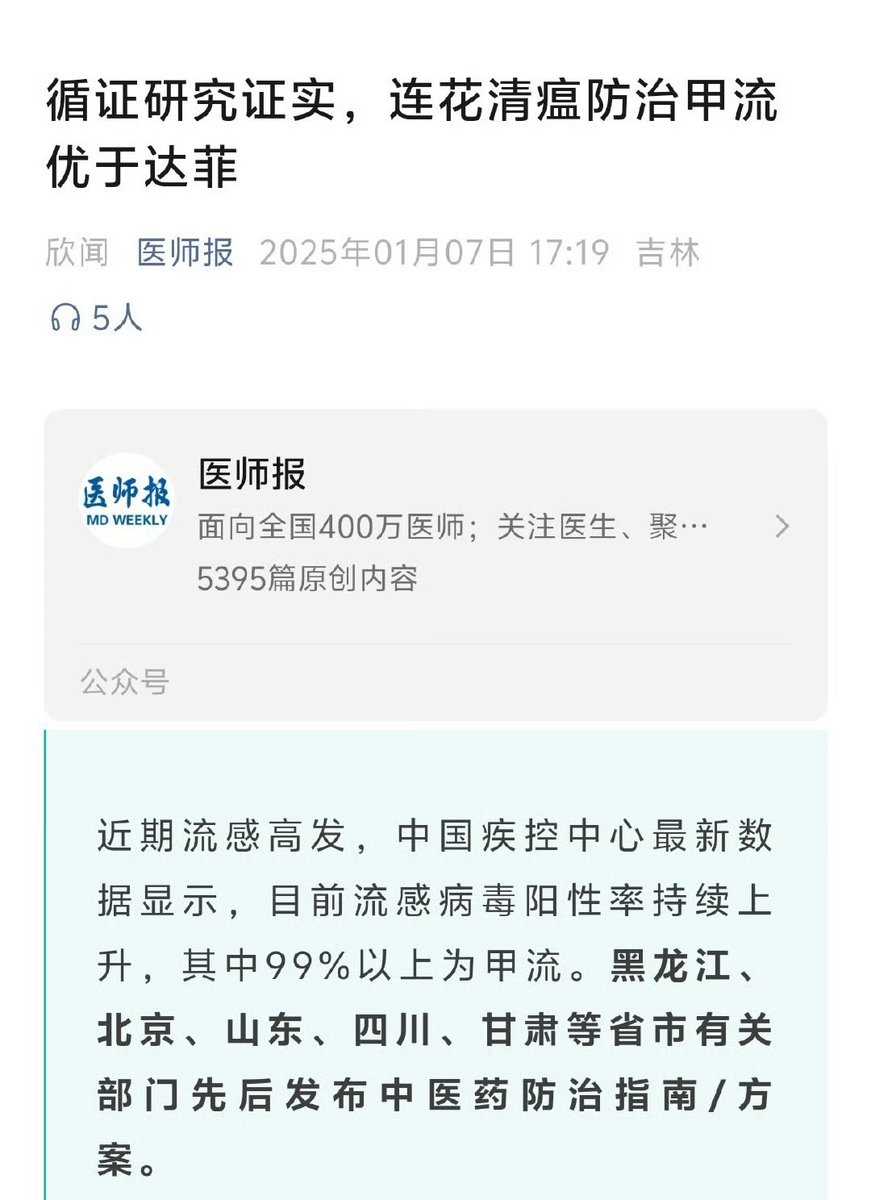 循证研究证实，连花清瘟防治甲流
优于达菲
欣闻 医师报 2025年01月07日 17:19 吉林
5人
医师报
MD WEEKLY
医师报
面向全国400万医师；关注医生、聚…
5395篇原创内容
公众号
近期流感高发，中国疾控中心最新数
据显示，目前流感病毒阳性率持续上
升，其中99%以上为甲流。黑龙江、
北京、山东、四川、甘肃等省市有关
部门先后发布中医药防治指南/方
案。